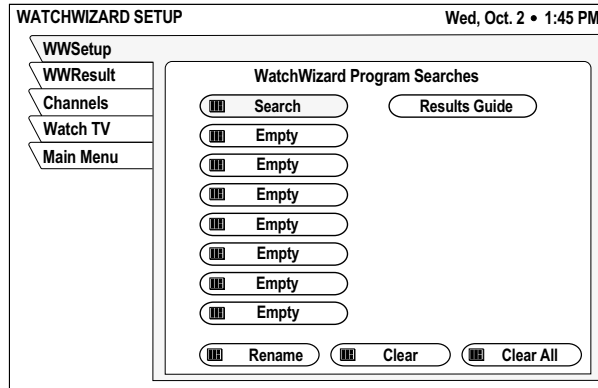 WATCHWIZARD SETUP Wed, Oct. 2 • 1:45 PM
WWSetup
WWResult
Channels
Watch TV
Main Menu
WatchWizard Program Searches
Search Results Guide
Empty
Empty
Empty
Empty
Empty
Empty
Empty
Rename Clear Clear All